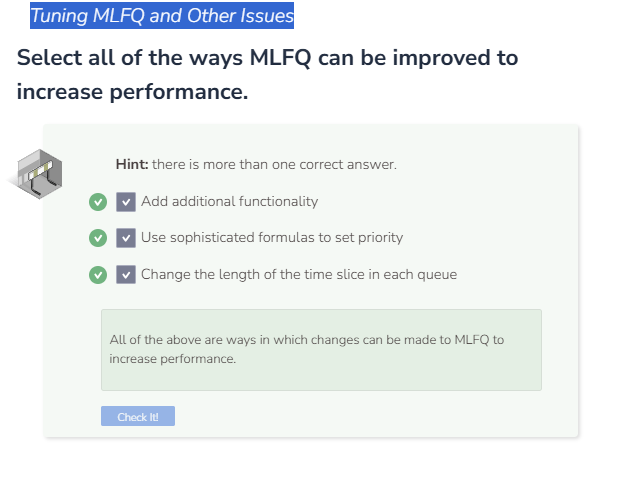 Tuning MLFQ and Other Issues
Select all of the ways MLFQ can be improved to
increase performance.
Hint: there is more than one correct answer.
Add additional functionality
Use sophisticated formulas to set priority
Change the length of the time slice in each queue
All of the above are ways in which changes can be made to MLFQ to
increase performance.
Check It!